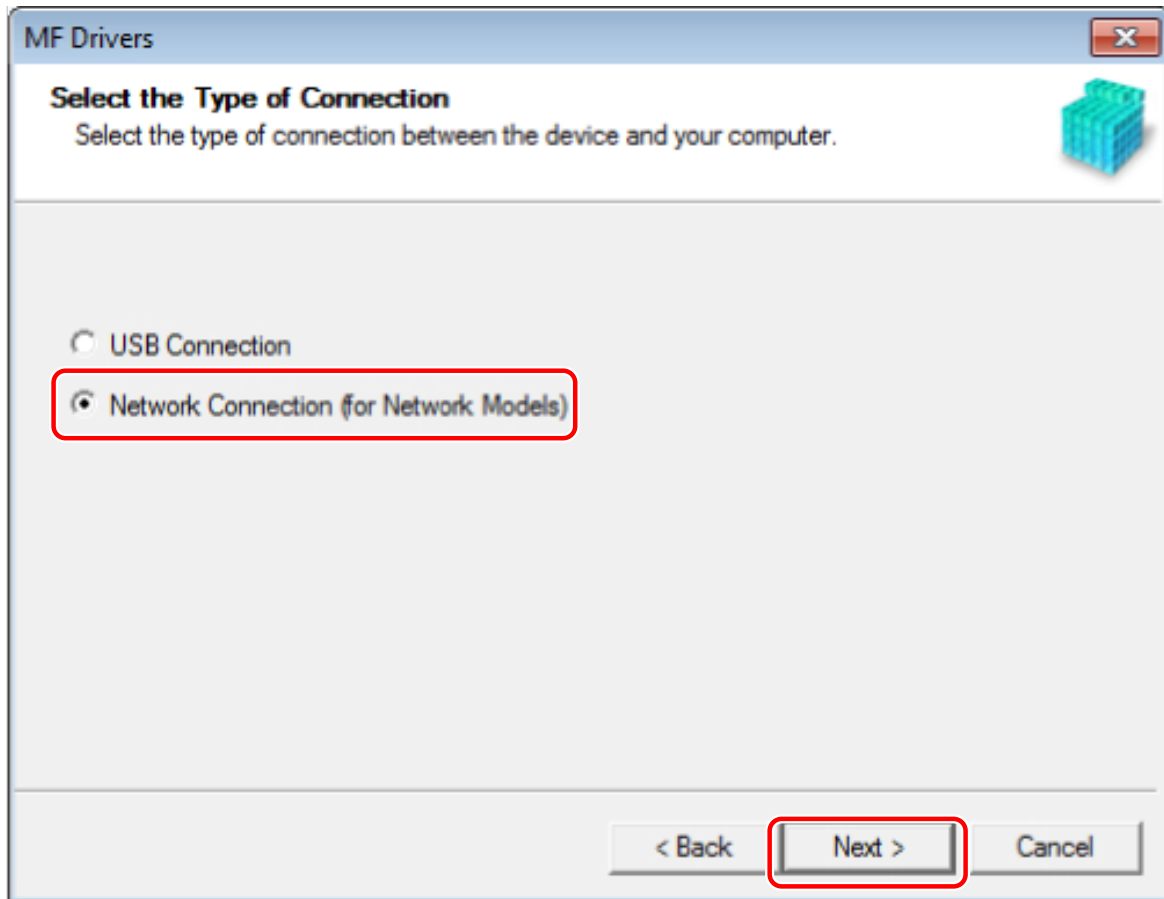 MF Drivers
Select the Type of Connection
Select the type of connection between the device and your computer.
USB Connection
Network Connection (for Network Models)
< Back
Next >
Cancel